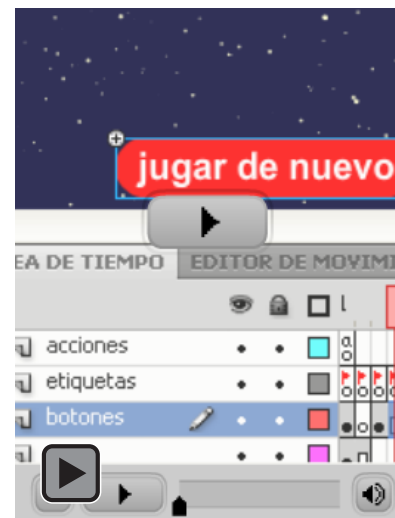 jugar de nuevo
EA DE TIEMPO EDITOR DE MOVIMI
acciones
etiquetas
botones